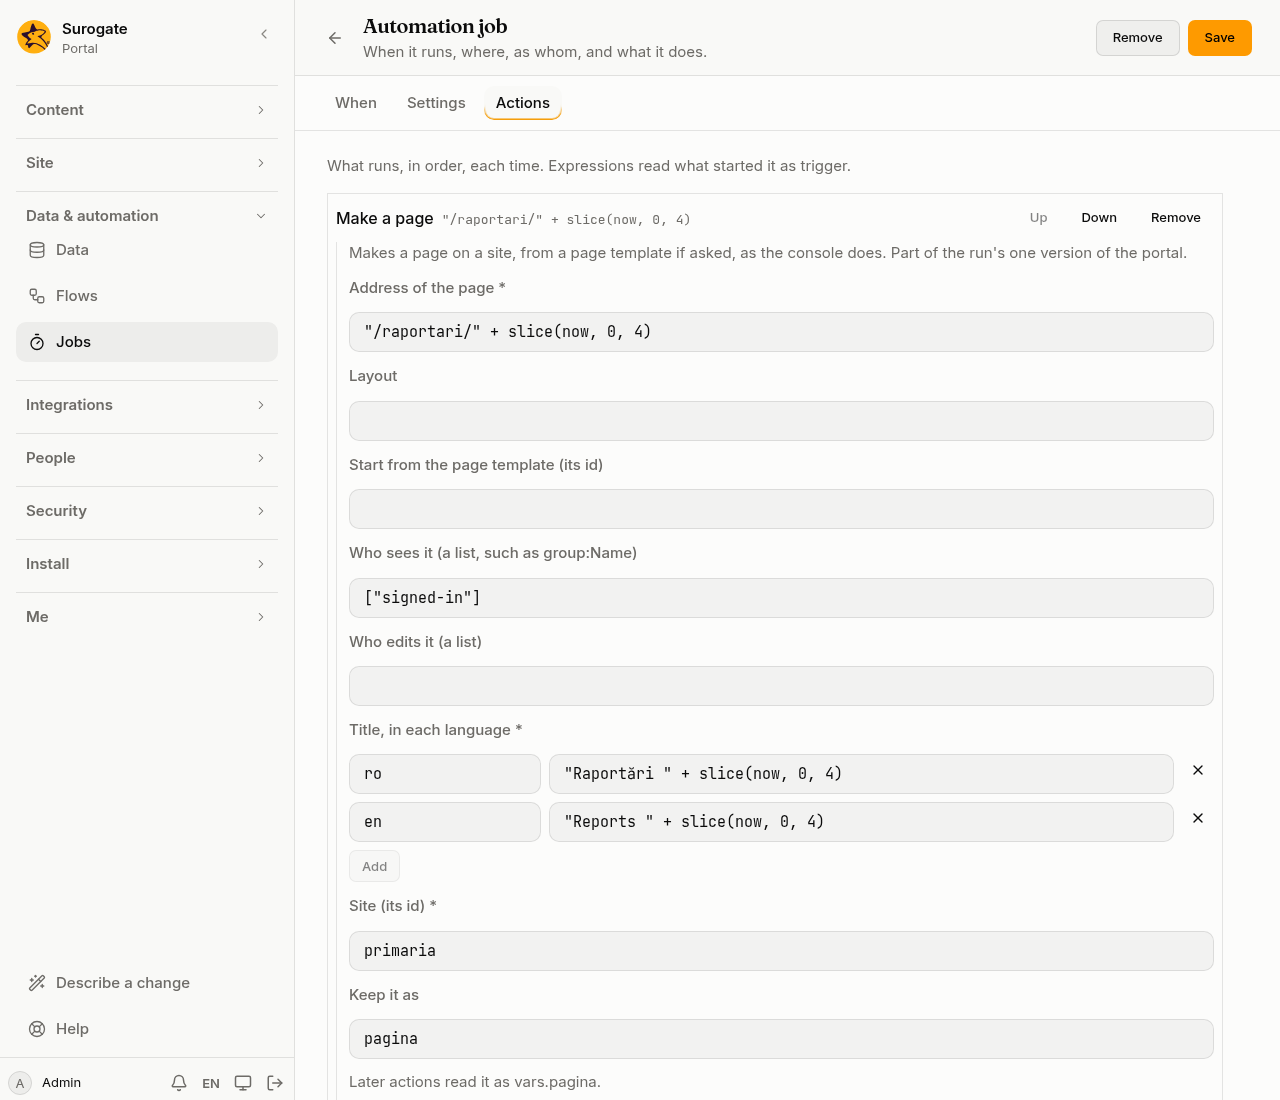 Surogate
Portal
Content
Site
Data & automation
Data
Flows
Jobs
Integrations
People
Security
Install
Me
Describe a change
Help
A
Admin
EN
Automation job
When it runs, where, as whom, and what it does.
Remove
Save
When
Settings
Actions
What runs, in order, each time. Expressions read what started it as trigger.
Make a page "/raportari/" + slice(now, 0, 4)
Up
Down
Remove
Makes a page on a site, from a page template if asked, as the console does. Part of the run's one version of the portal.
Address of the page *
"/raportari/" + slice(now, 0, 4)
Layout
Start from the page template (its id)
Who sees it (a list, such as group:Name)
["signed-in"]
Who edits it (a list)
Title, in each language *
ro
"Raportări " + slice(now, 0, 4)
en
"Reports " + slice(now, 0, 4)
Add
Site (its id) *
primaria
Keep it as
pagina
Later actions read it as vars.pagina.